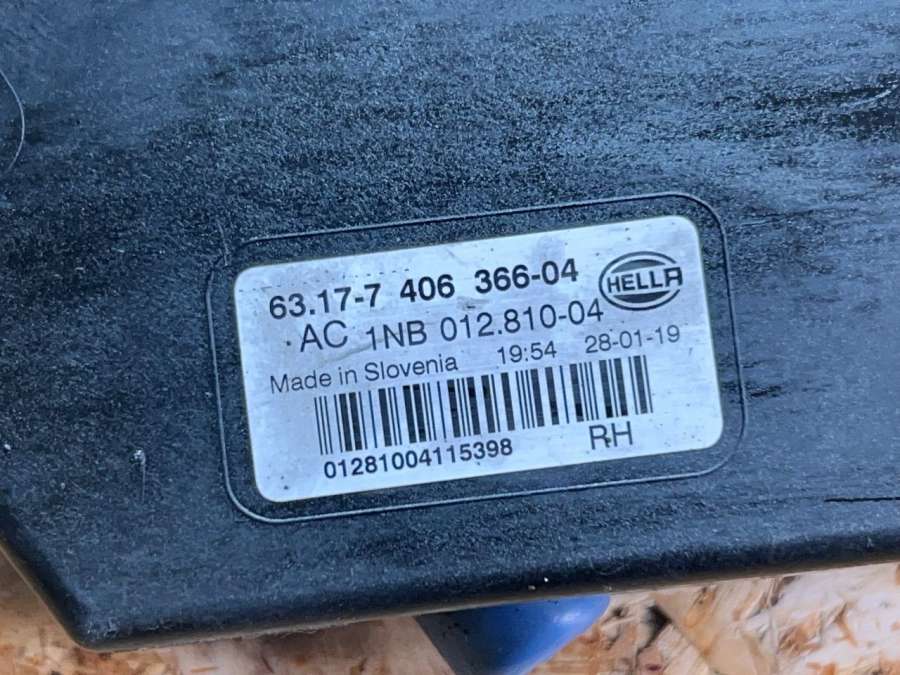 63.17-7 406 366-04
HELLA
AC 1NB 012.810-04
Made in Slovenia 19:54 28-01-19
01281004115398
RH